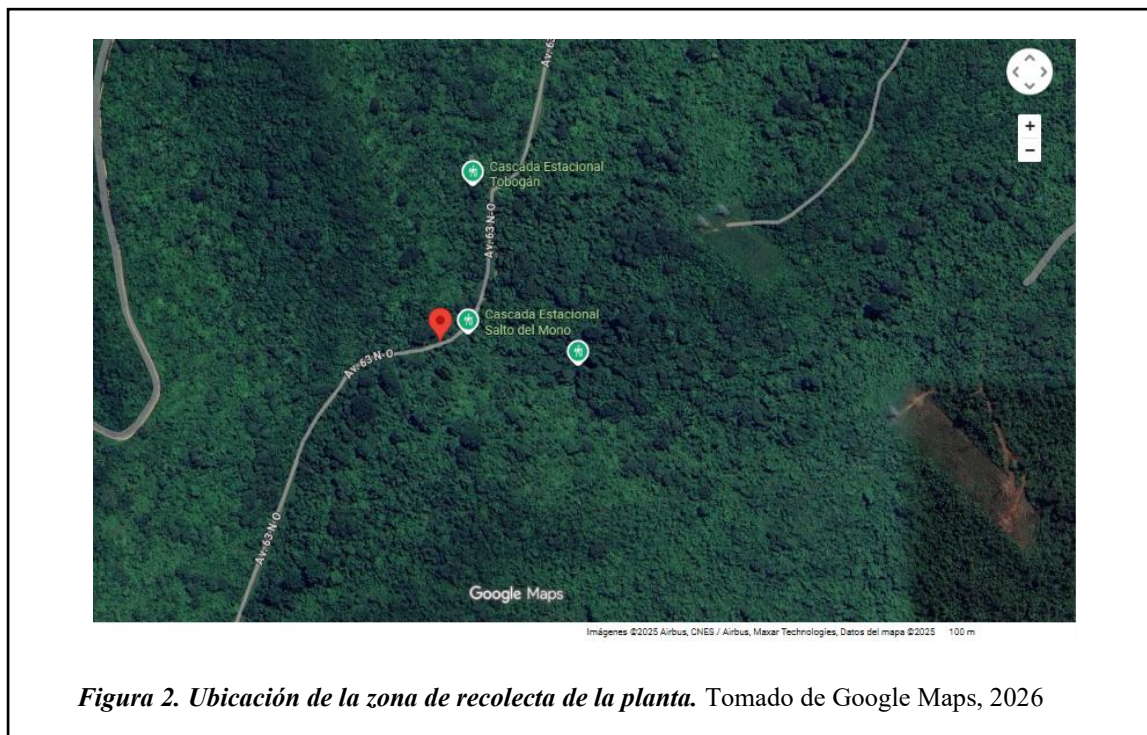 Av. 63
Cascada Estacional
Tobogán
Av. 63 N-O
Cascada Estacional
Salto del Mono
Av. 63 N-O
Av. 63 N-O
+
−
Google Maps
Imágenes ©2025 Airbus, CNES / Airbus, Maxar Technologies, Datos del mapa ©2025 100 m
Figura 2. Ubicación de la zona de recolecta de la planta. Tomado de Google Maps, 2026